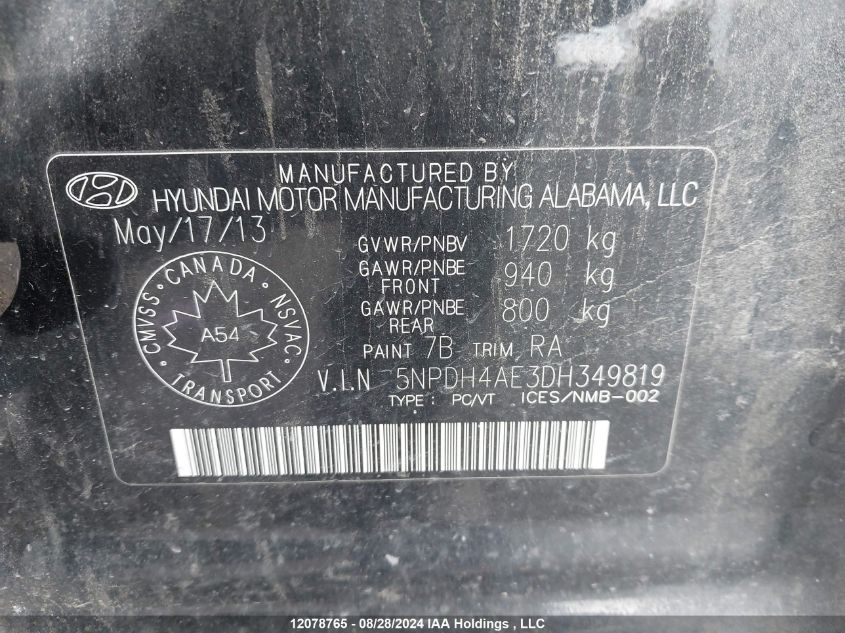 MANUFACTURED BY
HYUNDAI MOTOR MANUFACTURING ALABAMA, LLC
May/17/13
GVWR/PNBV 1720 kg
GAWR/PNBE FRONT 940 kg
GAWR/PNBE REAR 800 kg
CMVSS · CANADA · NSVAC
A54
TRANSPORT
PAINT 7B TRIM RA
V.I.N 5NPDH4AE3DH349819
TYPE : PC/VT ICES/NMB-002
12078765 - 08/28/2024 IAA Holdings , LLC